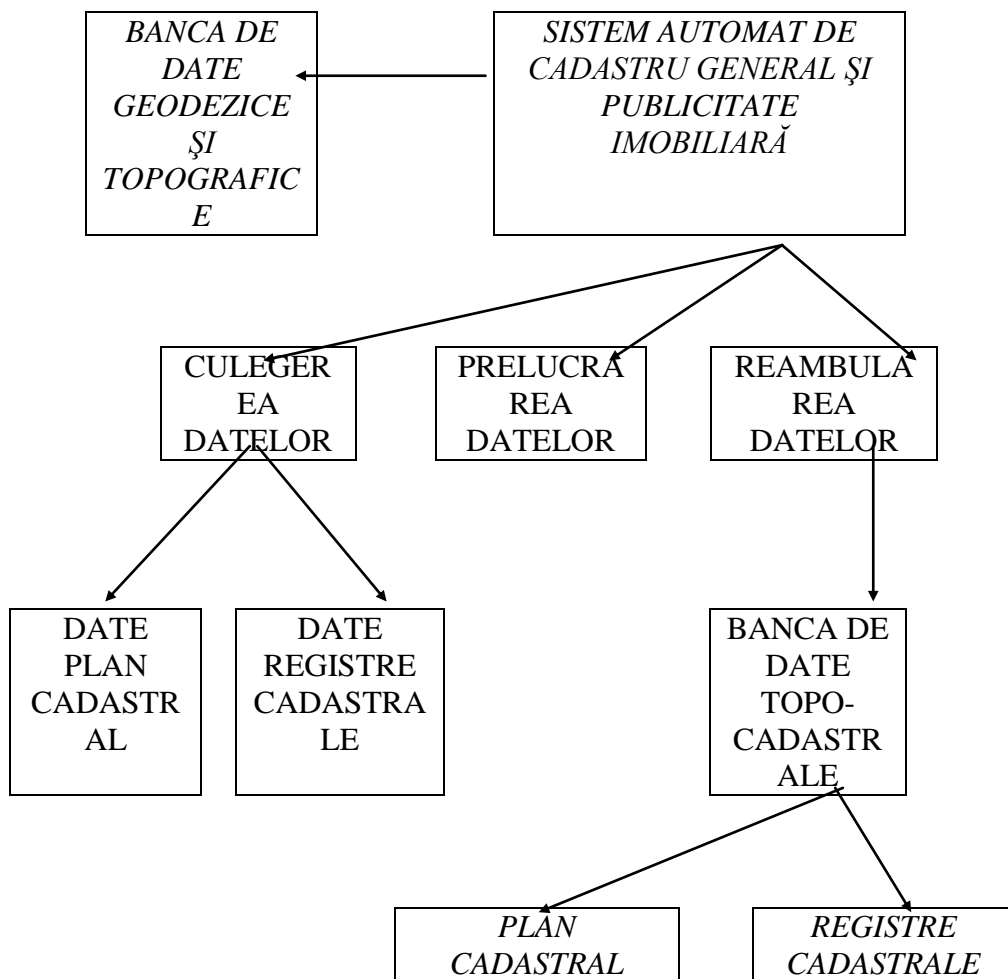 BANCA DE
DATE
GEODEZICE
ŞI
TOPOGRAFIC
E
SISTEM AUTOMAT DE
CADASTRU GENERAL ŞI
PUBLICITATE
IMOBILIARĂ
CULEGER
EA
DATELOR
PRELUCRA
REA
DATELOR
REAMBULA
REA
DATELOR
DATE
PLAN
CADASTR
AL
DATE
REGISTRE
CADASTRA
LE
BANCA DE
DATE
TOPO-
CADASTR
ALE
PLAN
CADASTRAL
REGISTRE
CADASTRALE